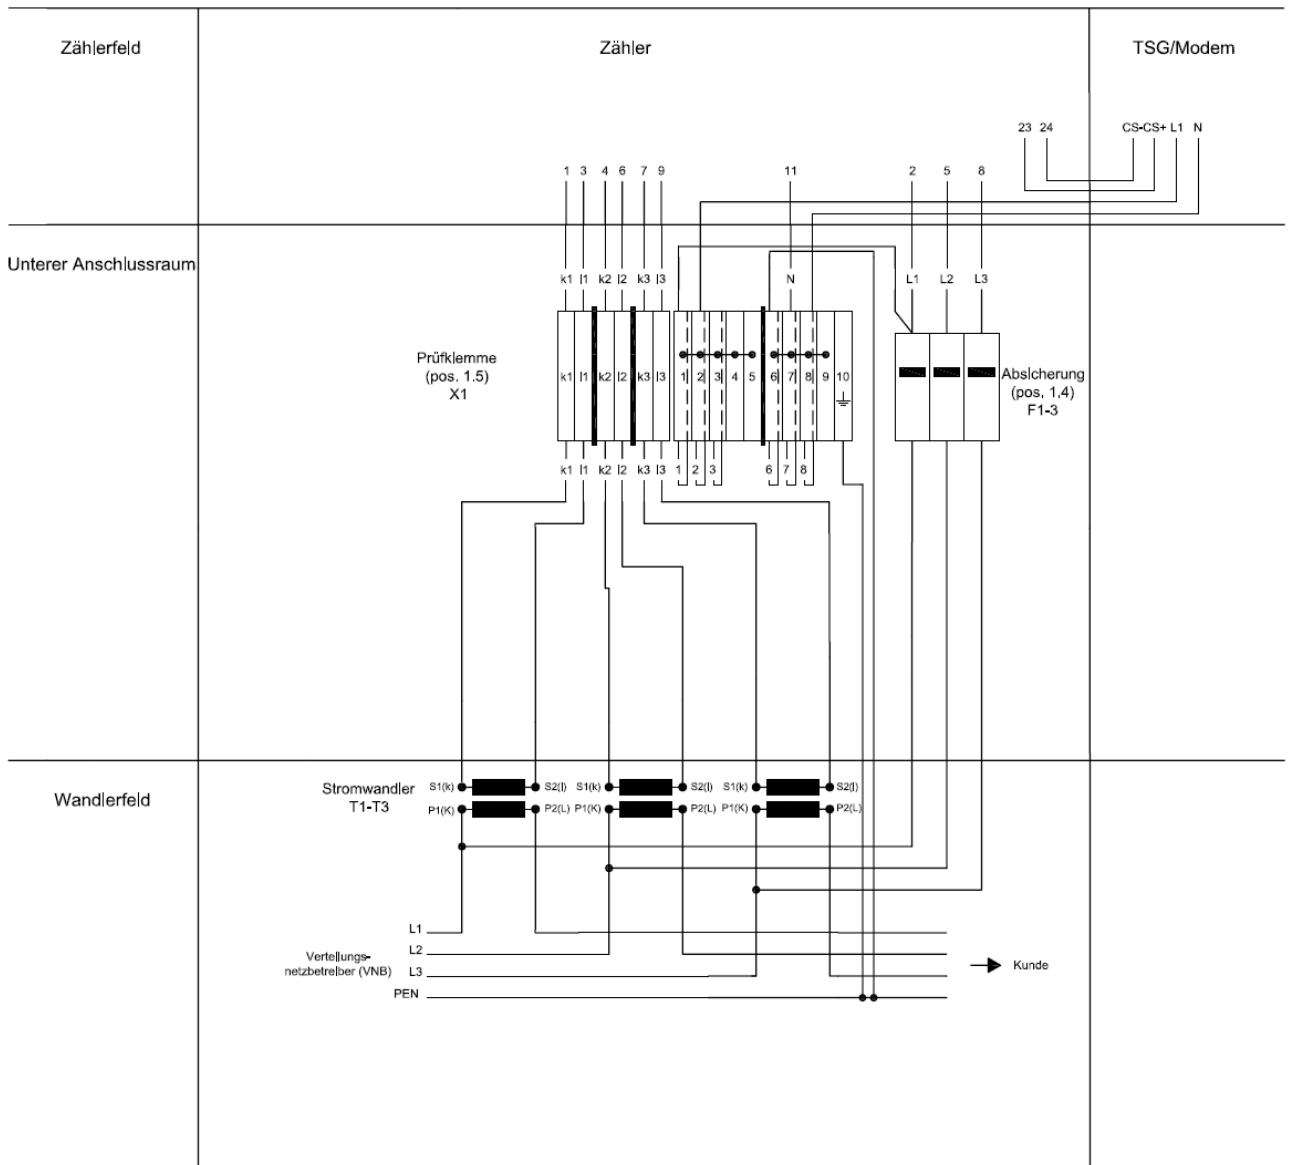 Zählerfeld
Zähler
TSG/Modem
23 24
CS-CS+ L1 N
1 3 4 6 7 9
11
2 5 8
Unterer Anschlussraum
k1 l1 k2 l2 k3 l3
N
L1 L2 L3
Prüfklemme
(pos. 1.5)
X1
k1 l1 k2 l2 k3 l3
1 2 3 4 5 6 7 8 9 10
Absicherung
(pos. 1.4)
F1-3
k1 l1 k2 l2 k3 l3
1 2 3
6 7 8
Wandlerfeld
Stromwandler
T1-T3
S1(k) S2(l) S1(k) S2(l) S1(k) S2(l)
P1(K) P2(L) P1(K) P2(L) P1(K) P2(L)
L1
L2
L3
PEN
Verteilungs-
netzbetreiber (VNB)
Kunde